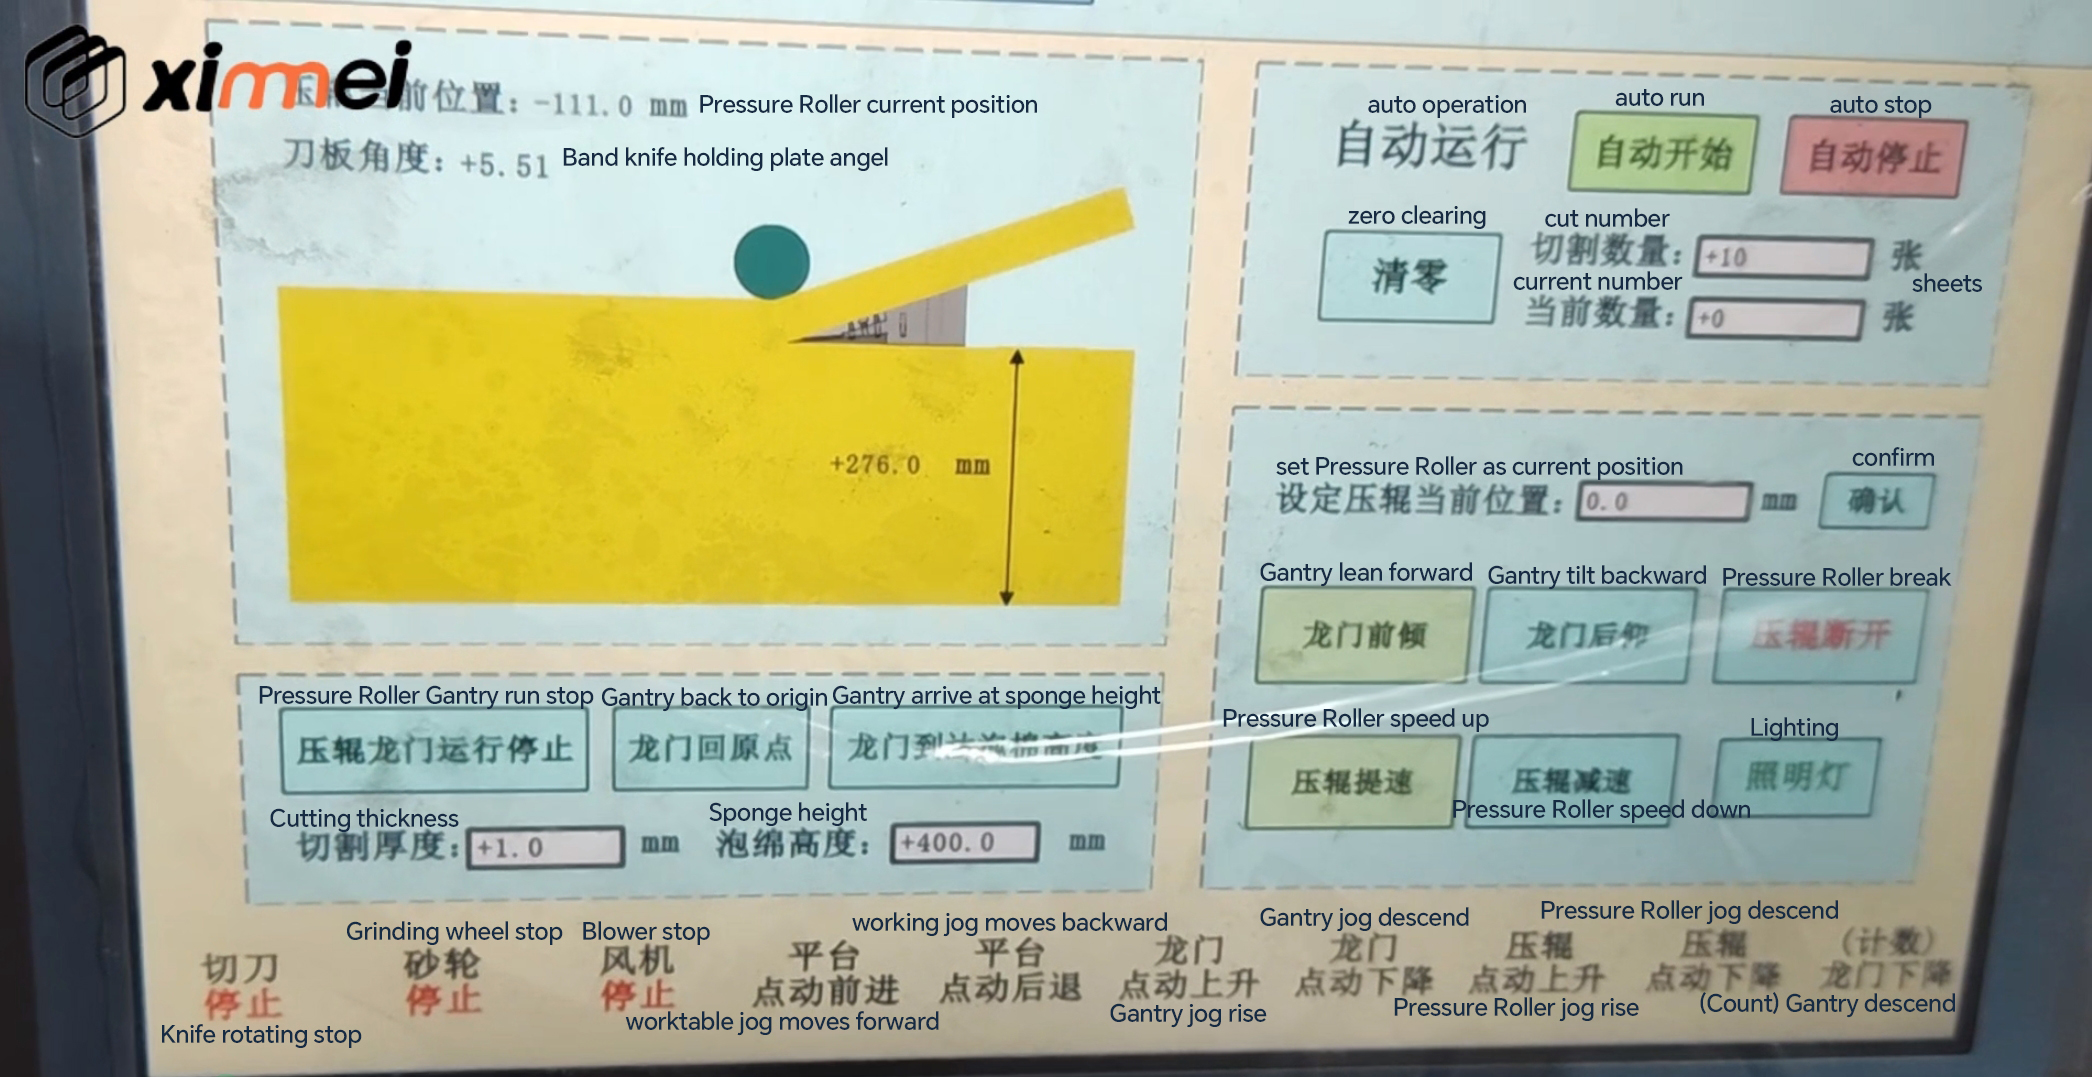 ximei
前位置: -111.0 mm Pressure Roller current position
刀板角度: +5.51 Band knife holding plate angel
+276.0 mm
auto operation
自动运行
auto run
自动开始
auto stop
自动停止
zero clearing
清零
cut number
切割数量: +10 张
current number
sheets
当前数量: +0 张
set Pressure Roller as current position
confirm
设定压辊当前位置: 0.0 mm 确认
Gantry lean forward Gantry tilt backward Pressure Roller break
龙门前倾 龙门后仰 压辊断开
Pressure Roller speed up
Lighting
压辊提速 压辊减速 照明灯
Pressure Roller speed down
Pressure Roller Gantry run stop Gantry back to origin Gantry arrive at sponge height
压辊龙门运行停止 龙门回原点 龙门到达泡棉高度
Cutting thickness Sponge height
切割厚度: +1.0 mm 泡绵高度: +400.0 mm
Grinding wheel stop Blower stop working jog moves backward Gantry jog descend Pressure Roller jog descend
切刀 砂轮 风机 平台 平台 龙门 龙门 压辊 压辊 (计数)
停止 停止 停止 点动前进 点动后退 点动上升 点动下降 点动上升 点动下降 龙门下降
Knife rotating stop worktable jog moves forward Gantry jog rise Pressure Roller jog rise (Count) Gantry descend